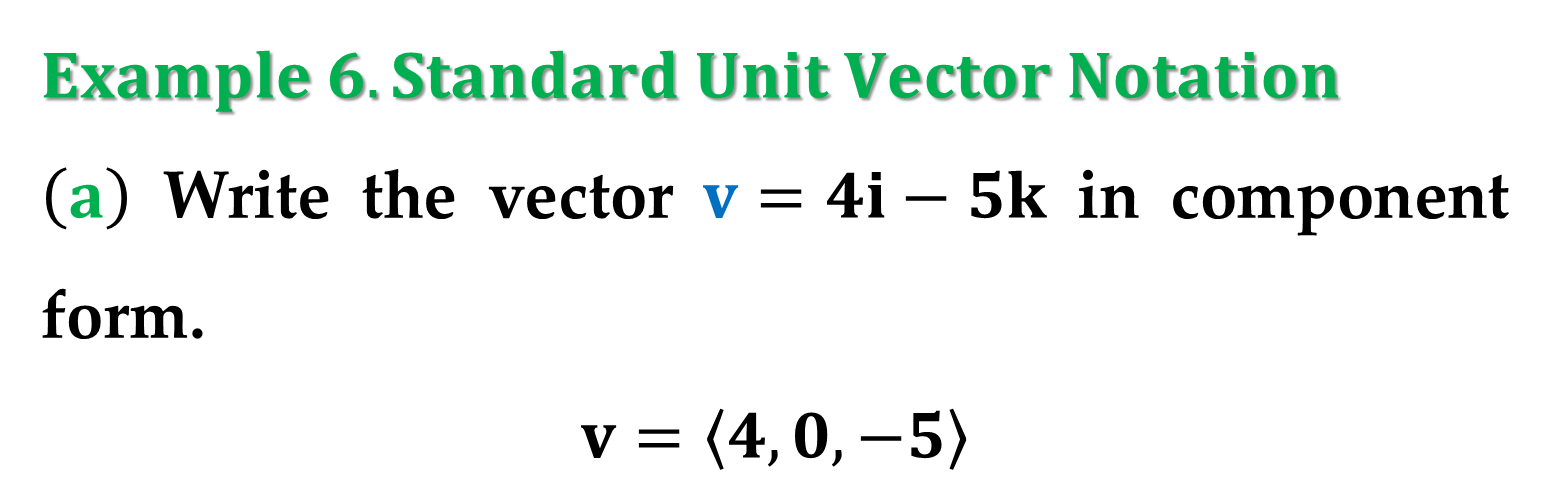 Example 6. Standard Unit Vector Notation
(a) Write the vector v = 4i − 5k in component
form.
v = ⟨4, 0, −5⟩